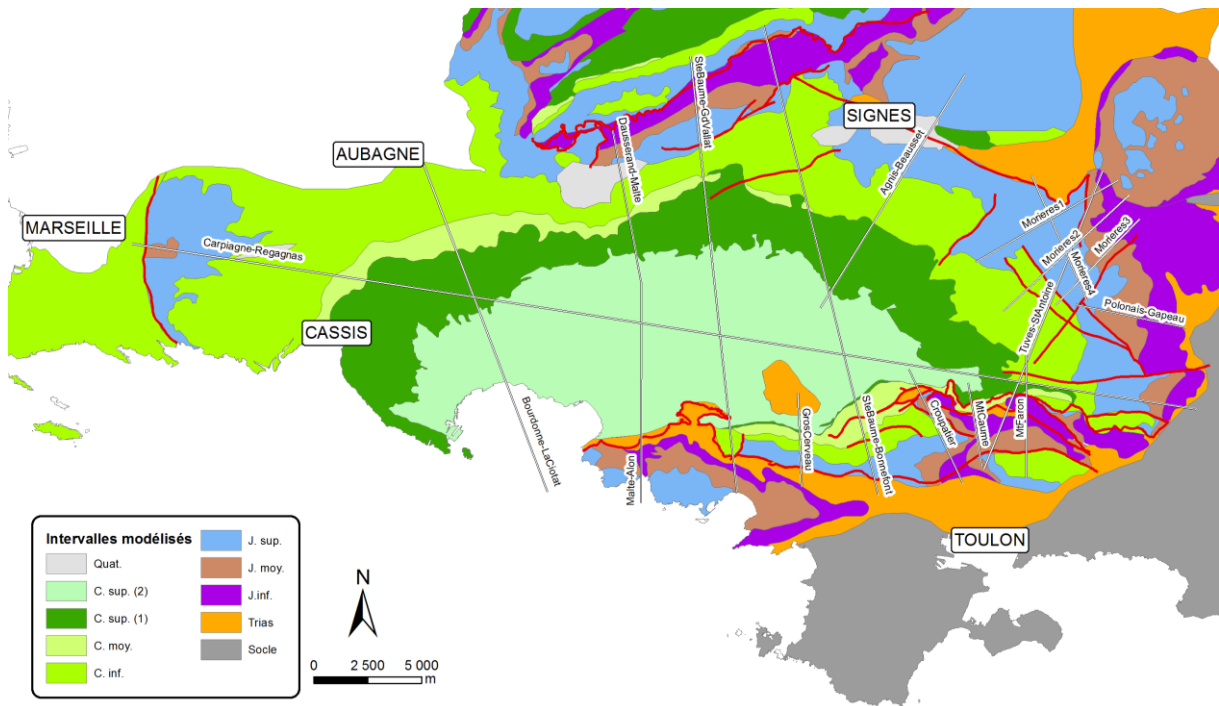 SteBaume-GdValiat
SIGNES
AUBAGNE
Dausserand-Malte
Agnis-Beausset
MARSEILLE
Carpiagne-Regagnas
Morieres1
Morieres2
Morieres3
Morieres4
Polonais-Gapeau
Tuves-StAntoine
CASSIS
Bourdonne-LaCiotat
Malte-Alon
GrosCerveau
SteBaume-Bonnefont
Croupatier
MtCaume
MtFaron
TOULON
Intervalles modélisés
Quat.
C. sup. (2)
C. sup. (1)
C. moy.
C. inf.
J. sup.
J. moy.
J.inf.
Trias
Socle
N
0 2 500 5 000
m